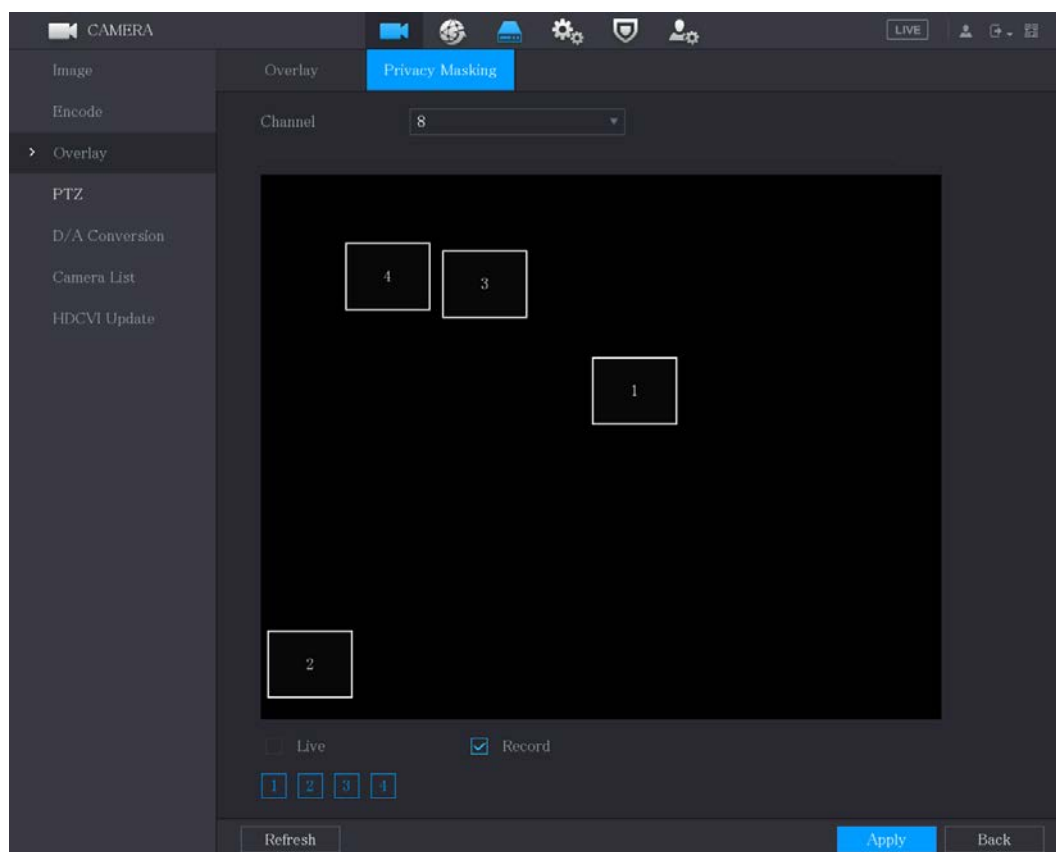 CAMERA LIVE
Image
Encode
Overlay
PTZ
D/A Conversion
Camera List
HDCVI Update
Overlay Privacy Masking
Channel 8
4 3
1
2
Live Record
1 2 3 4
Refresh Apply Back